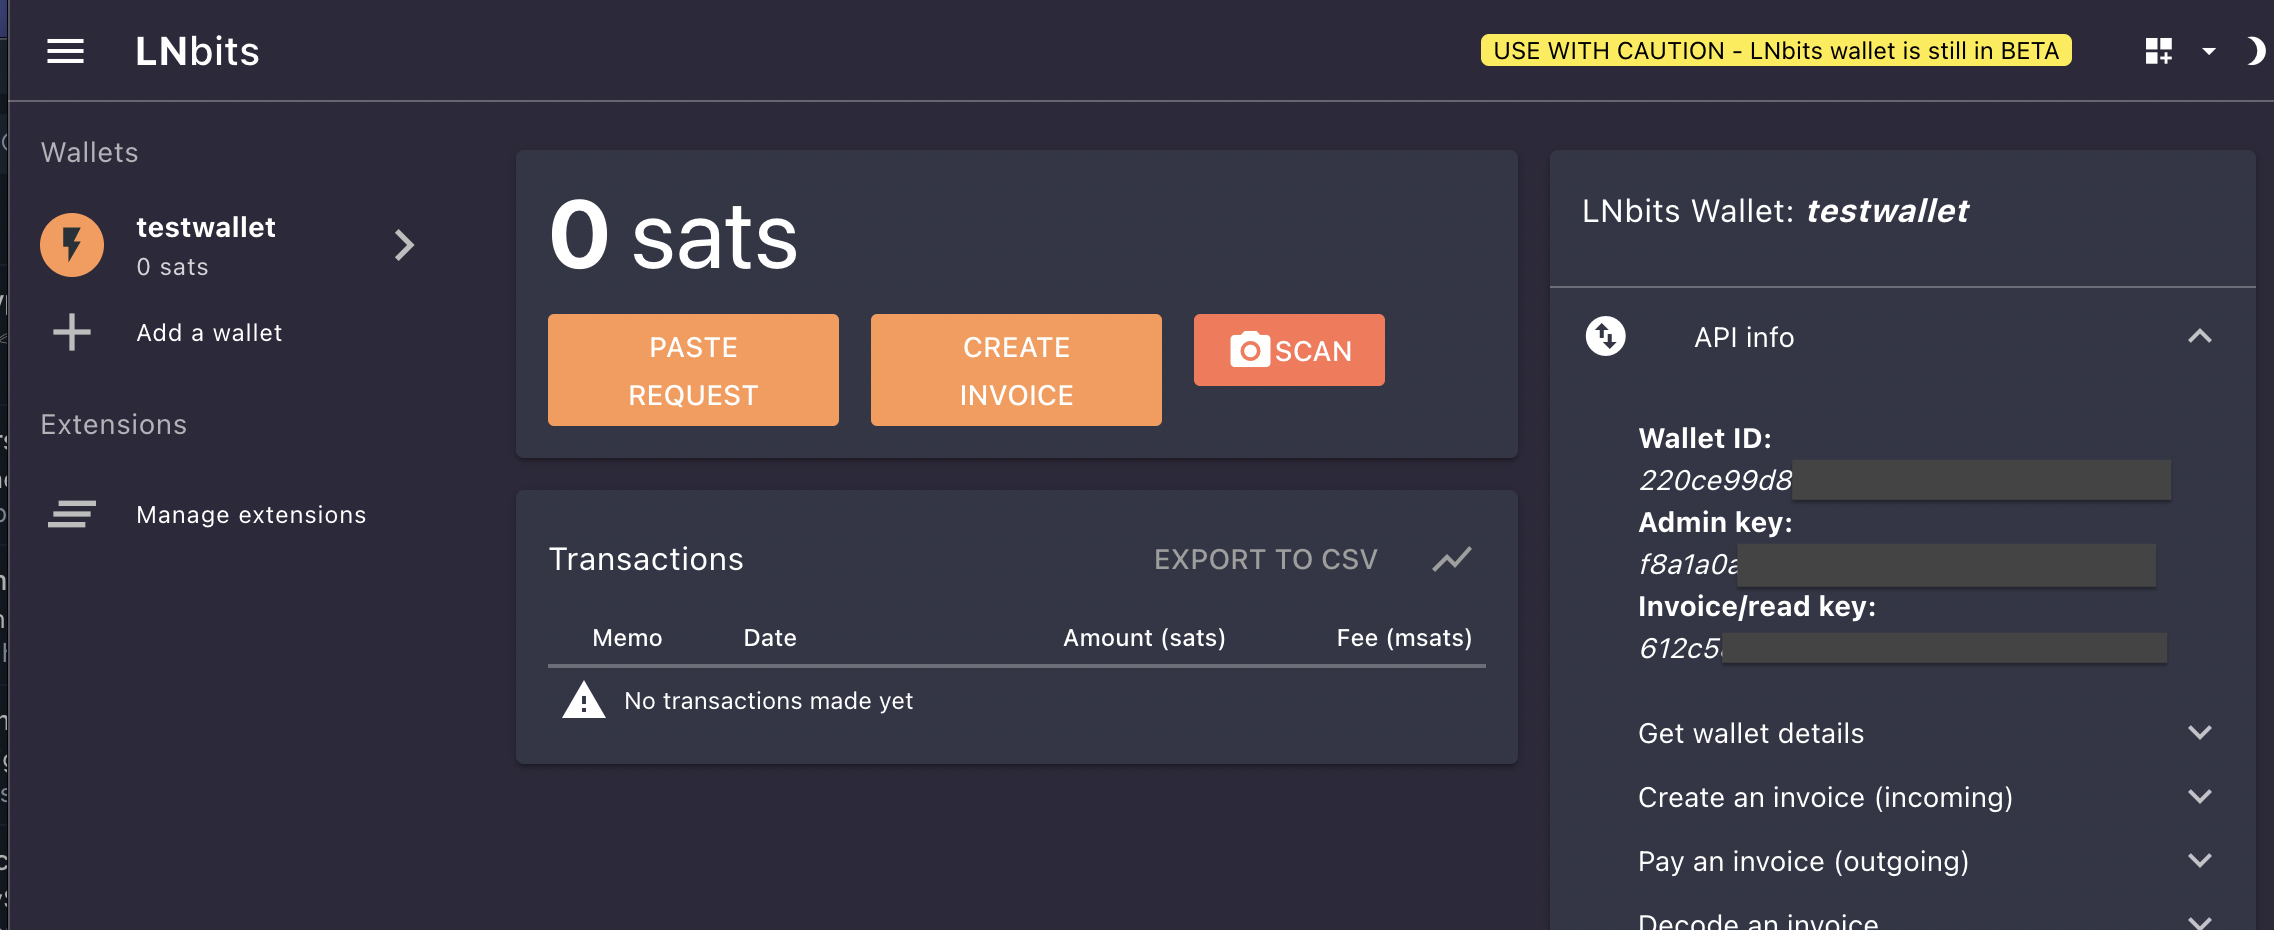 LNbits
USE WITH CAUTION - LNbits wallet is still in BETA
Wallets
testwallet
0 sats
Add a wallet
Extensions
Manage extensions
0 sats
PASTE
REQUEST
CREATE
INVOICE
SCAN
Transactions
EXPORT TO CSV
Memo Date Amount (sats) Fee (msats)
No transactions made yet
LNbits Wallet: testwallet
API info
Wallet ID:
220ce99d8
Admin key:
f8a1a0a
Invoice/read key:
612c5
Get wallet details
Create an invoice (incoming)
Pay an invoice (outgoing)
Decode an invoice